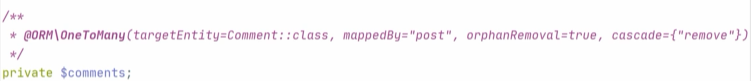 /**
 * @ORM\OneToMany(targetEntity=Comment::class, mappedBy="post", orphanRemoval=true, cascade={"remove"})
 */
private $comments;